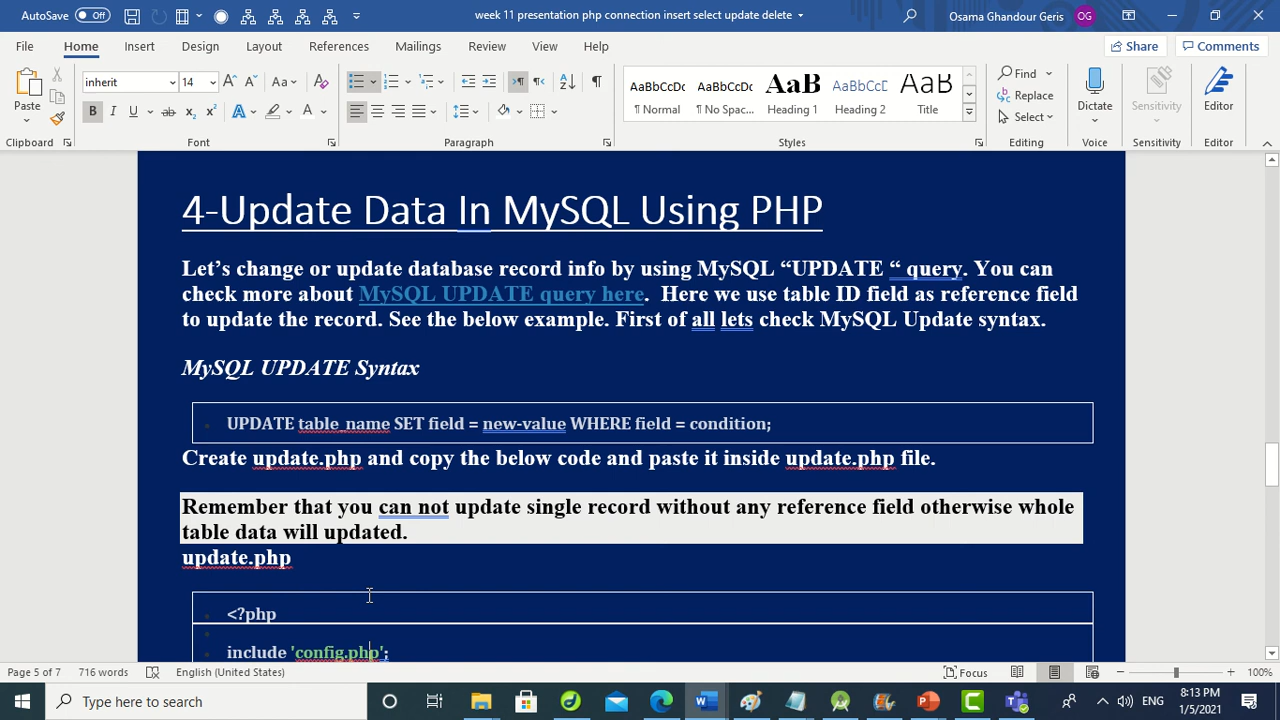 AutoSave Off week 11 presentation php connection insert select update delete Osama Ghandour Geris OG
File Home Insert Design Layout References Mailings Review View Help Share Comments
inherit 14 Aa AaBbCcDc AaBbCcDc AaB AaBbCcDc AaB Find
Paste Replace Dictate Sensitivity Editor
B I U ab x₂ x² A A ¶ Normal ¶ No Spac... Heading 1 Heading 2 Title Select
Clipboard Font Paragraph Styles Editing Voice Sensitivity Editor
4-Update Data In MySQL Using PHP
Let’s change or update database record info by using MySQL “UPDATE “ query. You can
check more about MySQL UPDATE query here. Here we use table ID field as reference field
to update the record. See the below example. First of all lets check MySQL Update syntax.
MySQL UPDATE Syntax
UPDATE table_name SET field = new-value WHERE field = condition;
Create update.php and copy the below code and paste it inside update.php file.
Remember that you can not update single record without any reference field otherwise whole
table data will updated.
update.php
<?php
include 'config.php';
Page 5 of 7 716 words English (United States) Focus 100%
Type here to search ENG 8:13 PM
1/5/2021